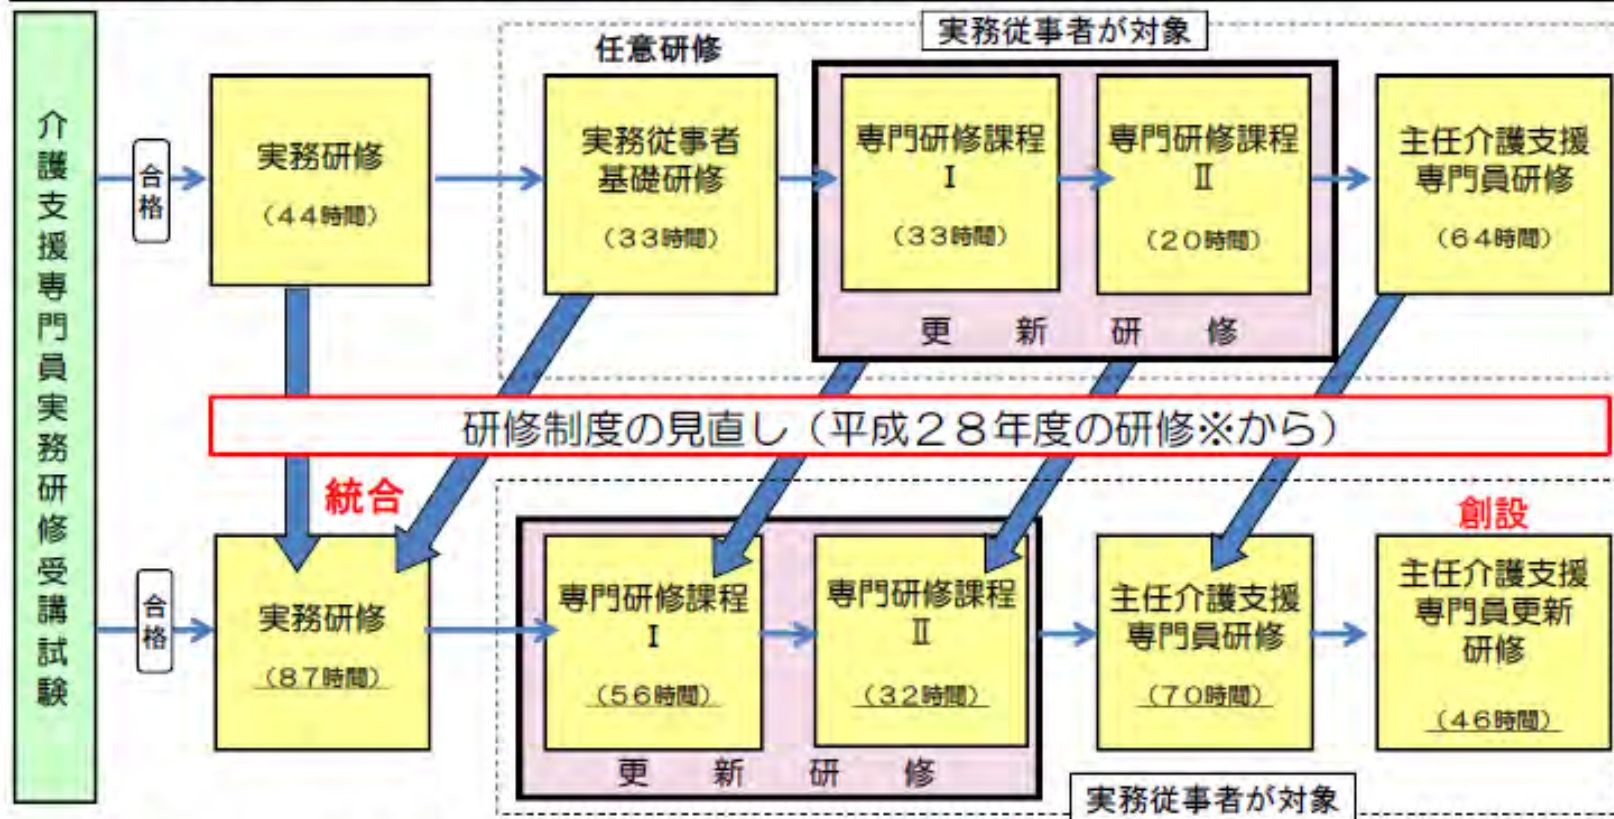 介護支援専門員実務研修受講試験
実務従事者が対象
任意研修
合格
実務研修
（４４時間）
実務従事者
基礎研修
（３３時間）
専門研修課程
Ⅰ
（３３時間）
専門研修課程
Ⅱ
（２０時間）
主任介護支援
専門員研修
（６４時間）
更新研修
研修制度の見直し（平成２８年度の研修※から）
統合
創設
合格
実務研修
（８７時間）
専門研修課程
Ⅰ
（５６時間）
専門研修課程
Ⅱ
（３２時間）
主任介護支援
専門員研修
（７０時間）
主任介護支援
専門員更新
研修
（４６時間）
更新研修
実務従事者が対象